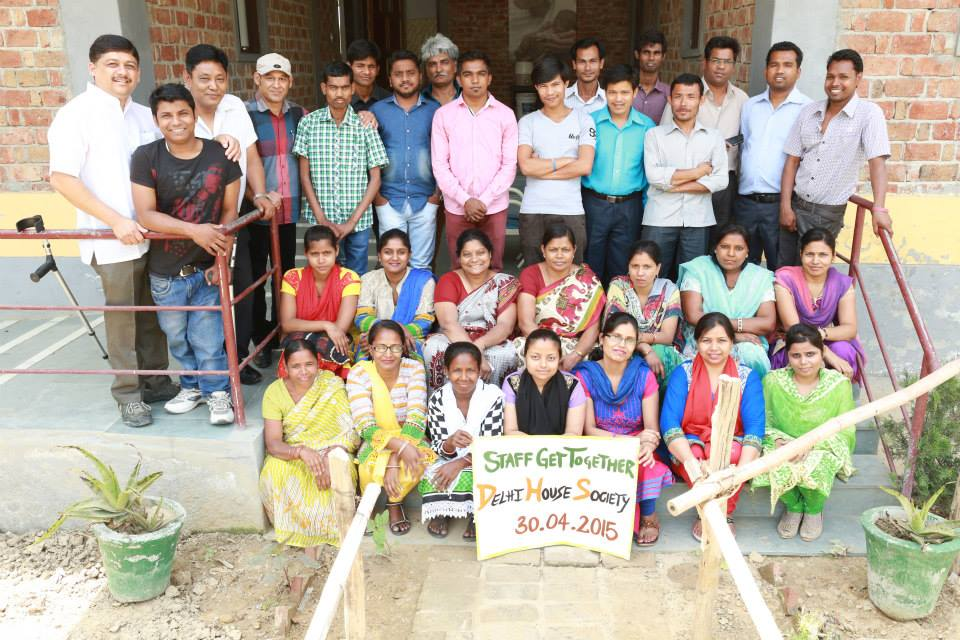 STAFF GET TOGETHER
DELHI HOUSE SOCIETY
30.04.2015